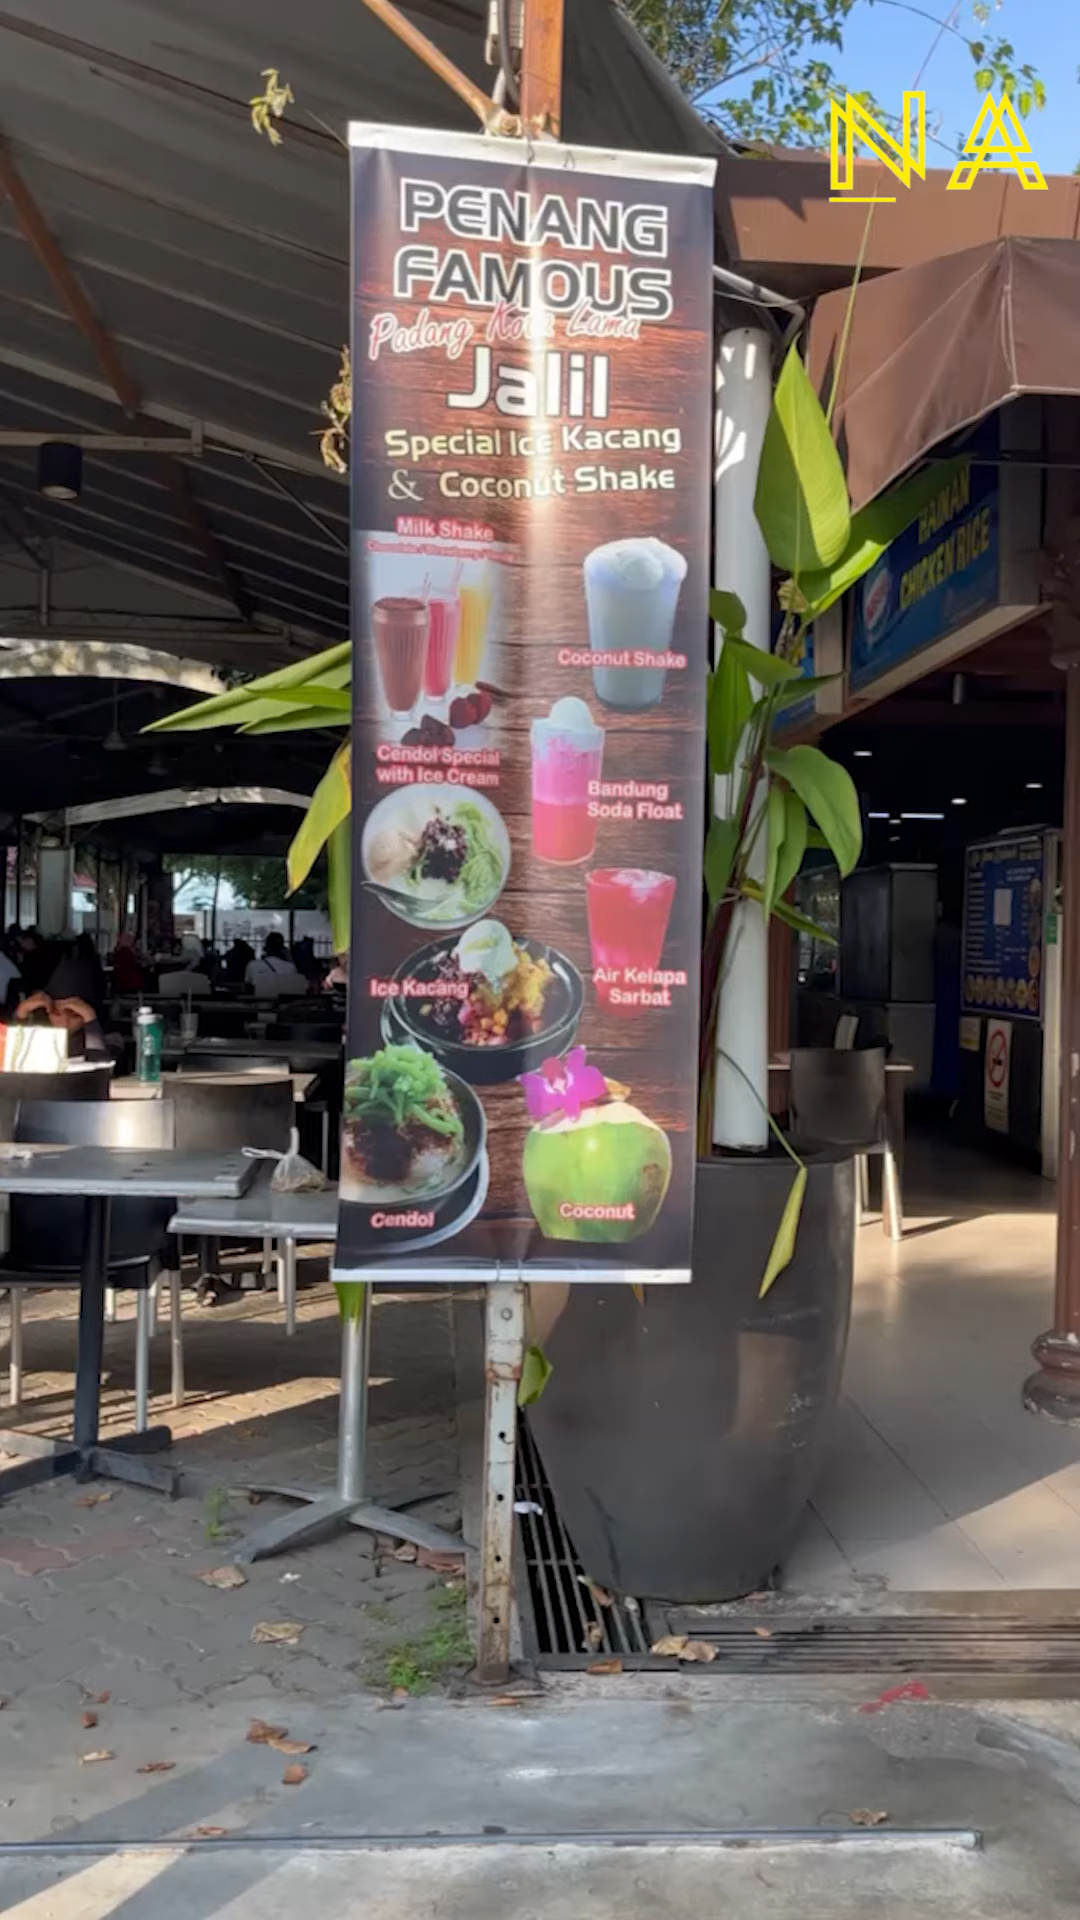 NA
PENANG
FAMOUS
Padang Kota Lama
Jalil
Special Ice Kacang
& Coconut Shake
Milk Shake
Coconut Shake
Cendol Special
with Ice Cream
Bandung
Soda Float
Ice Kacang
Air Kelapa
Sarbat
Cendol
Coconut
HAINAN
CHICKEN RICE